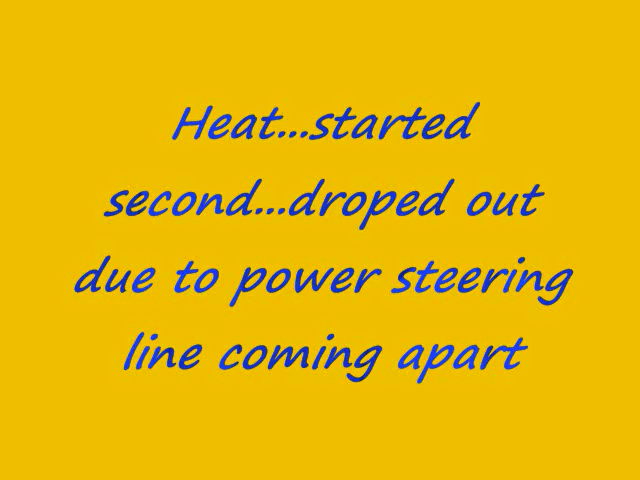 Heat...started
second...droped out
due to power steering
line coming apart